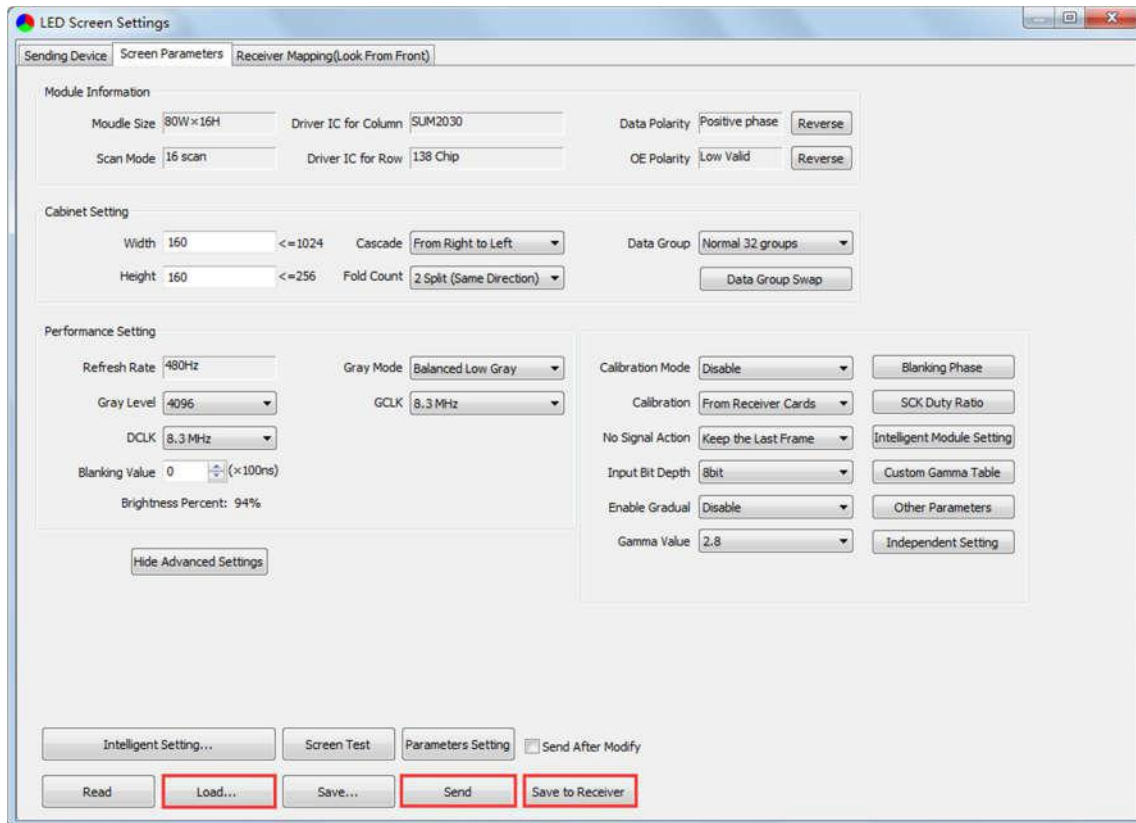 LED Screen Settings
Sending Device Screen Parameters Receiver Mapping(Look From Front)
Module Information
Moudle Size 80W×16H Driver IC for Column SUM2030 Data Polarity Positive phase Reverse
Scan Mode 16 scan Driver IC for Row 138 Chip OE Polarity Low Valid Reverse
Cabinet Setting
Width 160 <=1024 Cascade From Right to Left Data Group Normal 32 groups
Height 160 <=256 Fold Count 2 Split (Same Direction) Data Group Swap
Performance Setting
Refresh Rate 480Hz Gray Mode Balanced Low Gray Calibration Mode Disable Blanking Phase
Gray Level 4096 GCLK 8.3 MHz Calibration From Receiver Cards SCK Duty Ratio
DCLK 8.3 MHz No Signal Action Keep the Last Frame Intelligent Module Setting
Blanking Value 0 (×100ns) Input Bit Depth 8bit Custom Gamma Table
Brightness Percent: 94% Enable Gradual Disable Other Parameters
Gamma Value 2.8 Independent Setting
Hide Advanced Settings
Intelligent Setting... Screen Test Parameters Setting Send After Modify
Read Load... Save... Send Save to Receiver